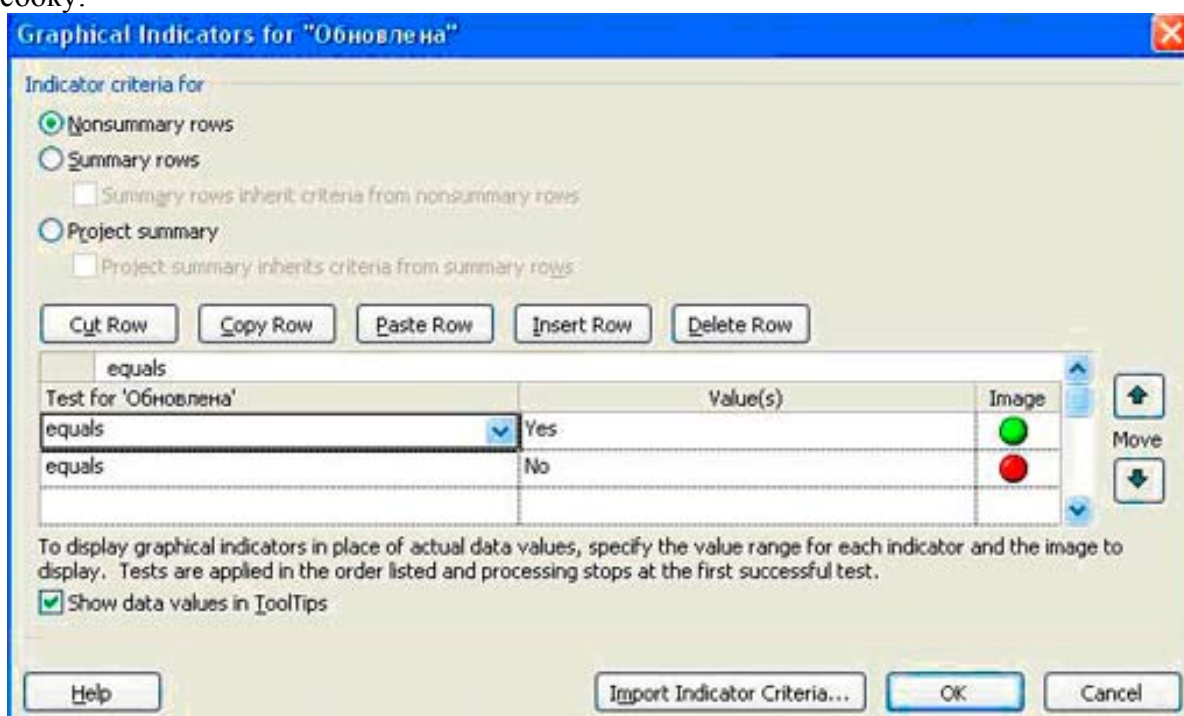 Graphical Indicators for "Обновлена"
Indicator criteria for
Nonsummary rows
Summary rows
Summary rows inherit criteria from nonsummary rows
Project summary
Project summary inherits criteria from summary rows
Cut Row Copy Row Paste Row Insert Row Delete Row
equals
Test for 'Обновлена' Value(s) Image
equals Yes
Move
equals No
To display graphical indicators in place of actual data values, specify the value range for each indicator and the image to
display. Tests are applied in the order listed and processing stops at the first successful test.
Show data values in ToolTips
Help Import Indicator Criteria... OK Cancel